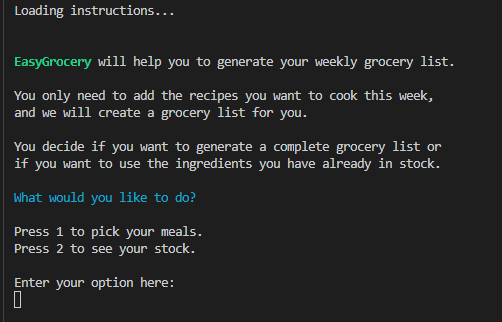 Loading instructions...
EasyGrocery will help you to generate your weekly grocery list.
You only need to add the recipes you want to cook this week,
and we will create a grocery list for you.
You decide if you want to generate a complete grocery list or
if you want to use the ingredients you have already in stock.
What would you like to do?
Press 1 to pick your meals.
Press 2 to see your stock.
Enter your option here: